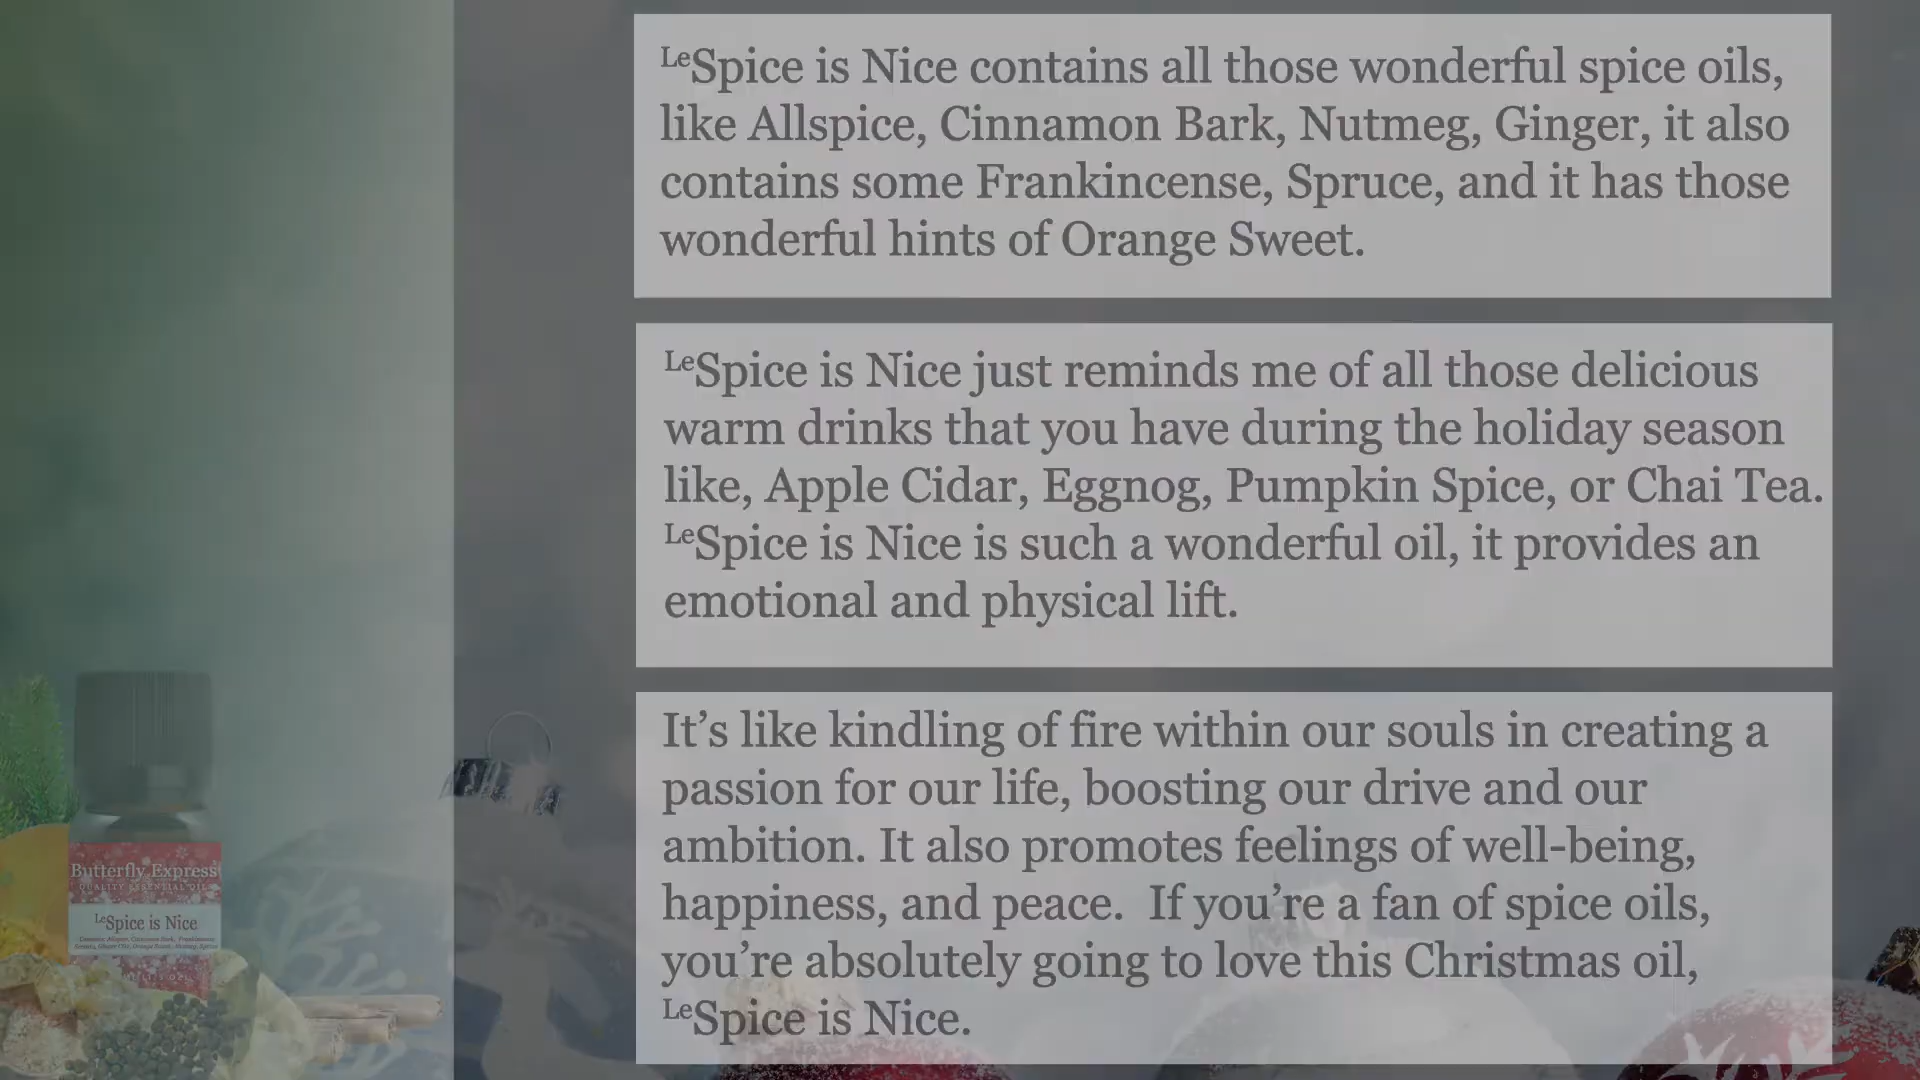 LeSpice is Nice contains all those wonderful spice oils,
like Allspice, Cinnamon Bark, Nutmeg, Ginger, it also
contains some Frankincense, Spruce, and it has those
wonderful hints of Orange Sweet.
LeSpice is Nice just reminds me of all those delicious
warm drinks that you have during the holiday season
like, Apple Cidar, Eggnog, Pumpkin Spice, or Chai Tea.
LeSpice is Nice is such a wonderful oil, it provides an
emotional and physical lift.
It's like kindling of fire within our souls in creating a
passion for our life, boosting our drive and our
ambition. It also promotes feelings of well-being,
happiness, and peace.  If you're a fan of spice oils,
you're absolutely going to love this Christmas oil,
LeSpice is Nice.
Butterfly Express
QUALITY ESSENTIAL OILS
LeSpice is Nice